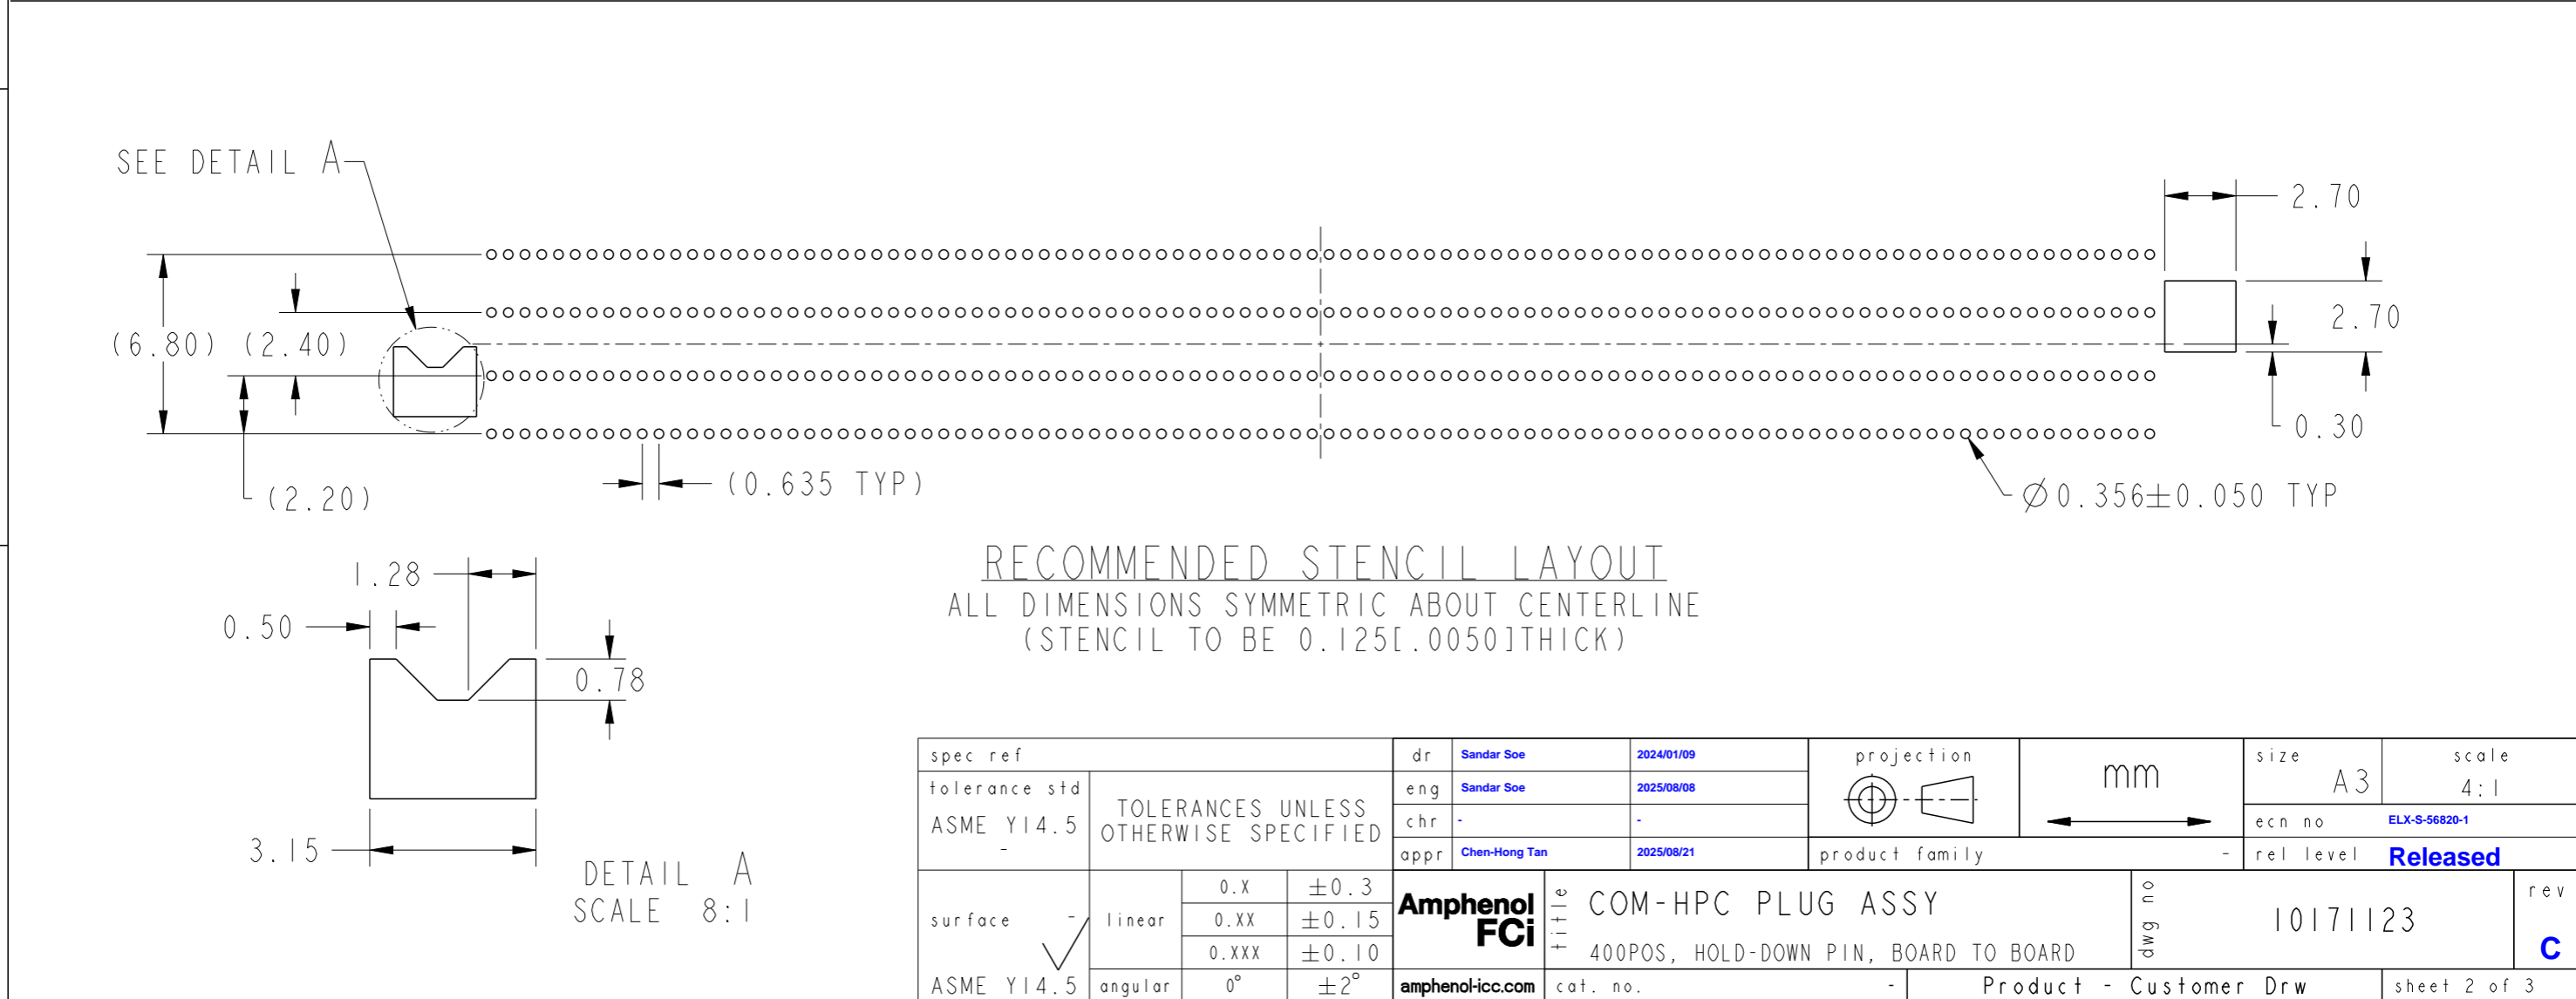 SEE DETAIL A
2.70
(6.80)
(2.40)
2.70
0.30
(2.20)
(0.635 TYP)
Ø0.356±0.050 TYP
RECOMMENDED STENCIL LAYOUT
ALL DIMENSIONS SYMMETRIC ABOUT CENTERLINE
(STENCIL TO BE 0.125[.0050]THICK)
1.28
0.50
0.78
3.15
DETAIL A
SCALE 8:1
spec ref
tolerance std
ASME Y14.5
-
TOLERANCES UNLESS
OTHERWISE SPECIFIED
dr Sandar Soe 2024/01/09
eng Sandar Soe 2025/08/08
chr - -
appr Chen-Hong Tan 2025/08/21
projection
mm
size
A3
scale
4:1
ecn no ELX-S-56820-1
product family -
rel level Released
surface -
ASME Y14.5
linear
0.X ±0.3
0.XX ±0.15
0.XXX ±0.10
angular 0° ±2°
Amphenol
FCi
amphenol-icc.com
title
COM-HPC PLUG ASSY
400POS, HOLD-DOWN PIN, BOARD TO BOARD
dwg no
10171123
rev
C
cat. no. -
Product - Customer Drw
sheet 2 of 3